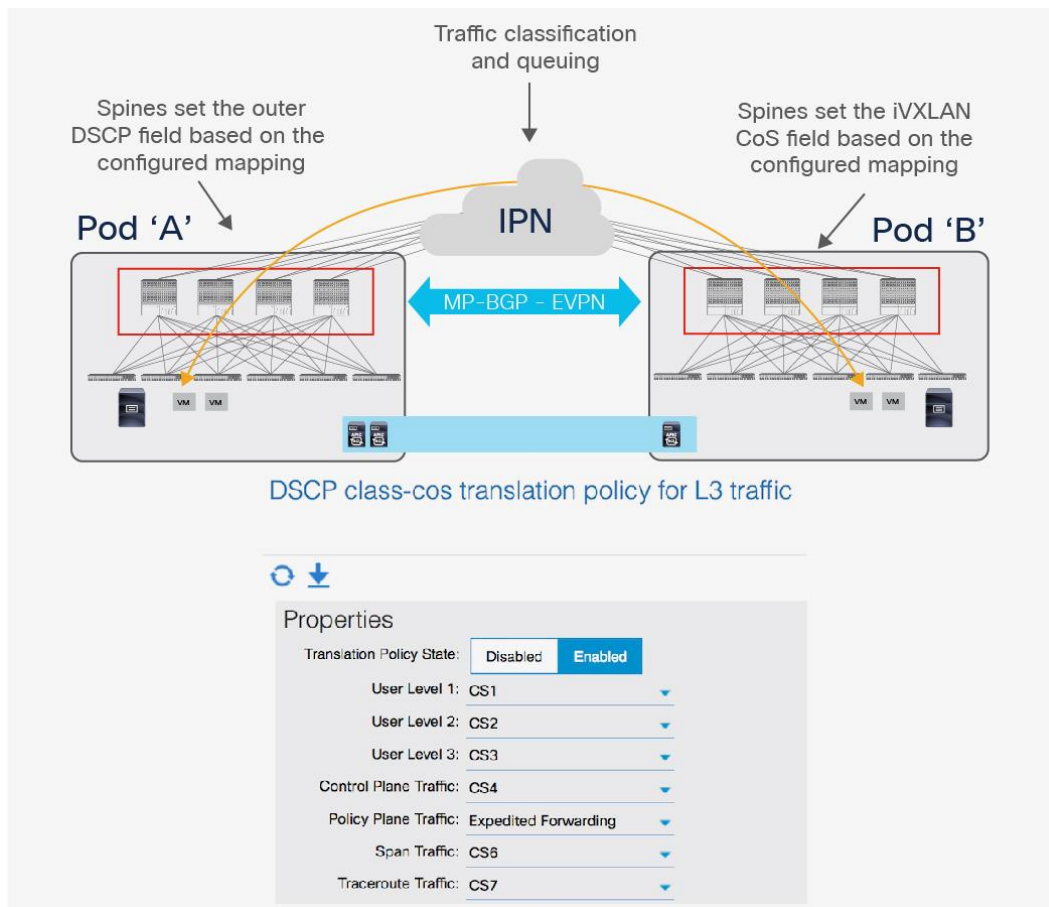 Traffic classification
and queuing
Spines set the outer
DSCP field based on the
configured mapping
Spines set the iVXLAN
CoS field based on the
configured mapping
Pod ‘A’
IPN
Pod ‘B’
MP-BGP - EVPN
VM VM
VM VM
APIC APIC
APIC
DSCP class-cos translation policy for L3 traffic
Properties
Translation Policy State: Disabled Enabled
User Level 1: CS1
User Level 2: CS2
User Level 3: CS3
Control Plane Traffic: CS4
Policy Plane Traffic: Expedited Forwarding
Span Traffic: CS6
Traceroute Traffic: CS7